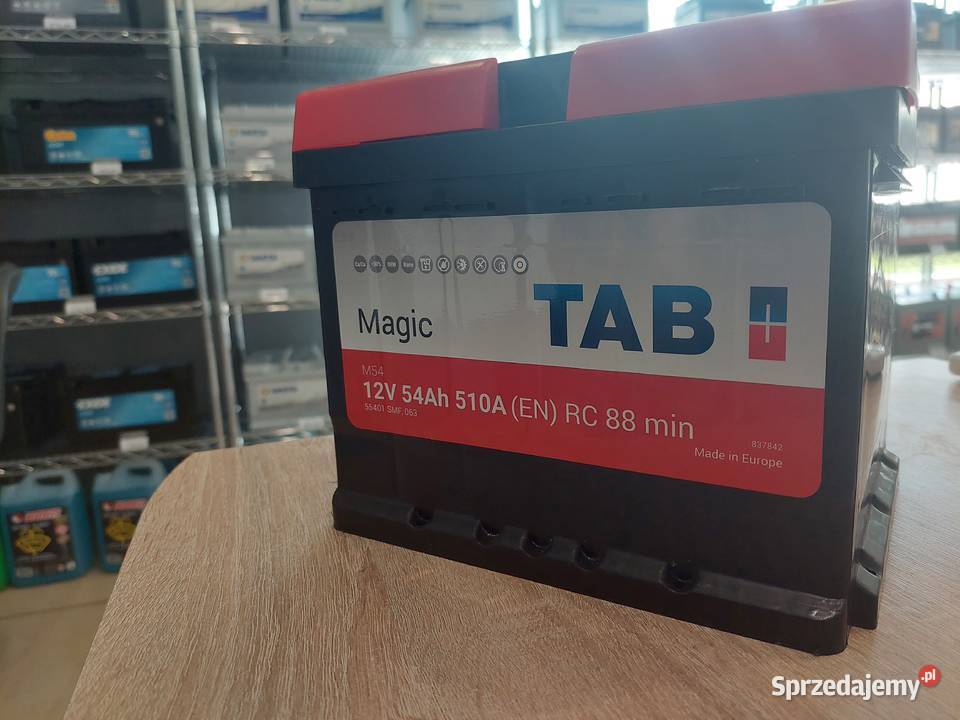 TAB
Magic
M54
12V 54Ah 510A (EN) RC 88 min
55401 SMF, 063
837842
Made in Europe
Sprzedajemy.pl